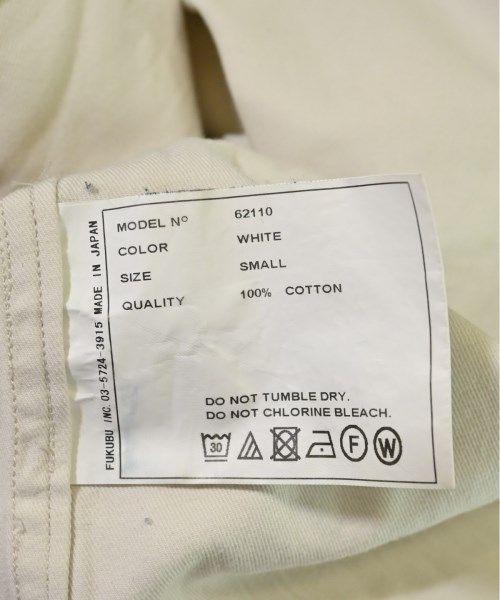 MODEL Nº 62110
COLOR WHITE
SIZE SMALL
QUALITY 100% COTTON
DO NOT TUMBLE DRY.
DO NOT CHLORINE BLEACH.
30 F W
FUKUBU INC. 03-5724-3915 MADE IN JAPAN